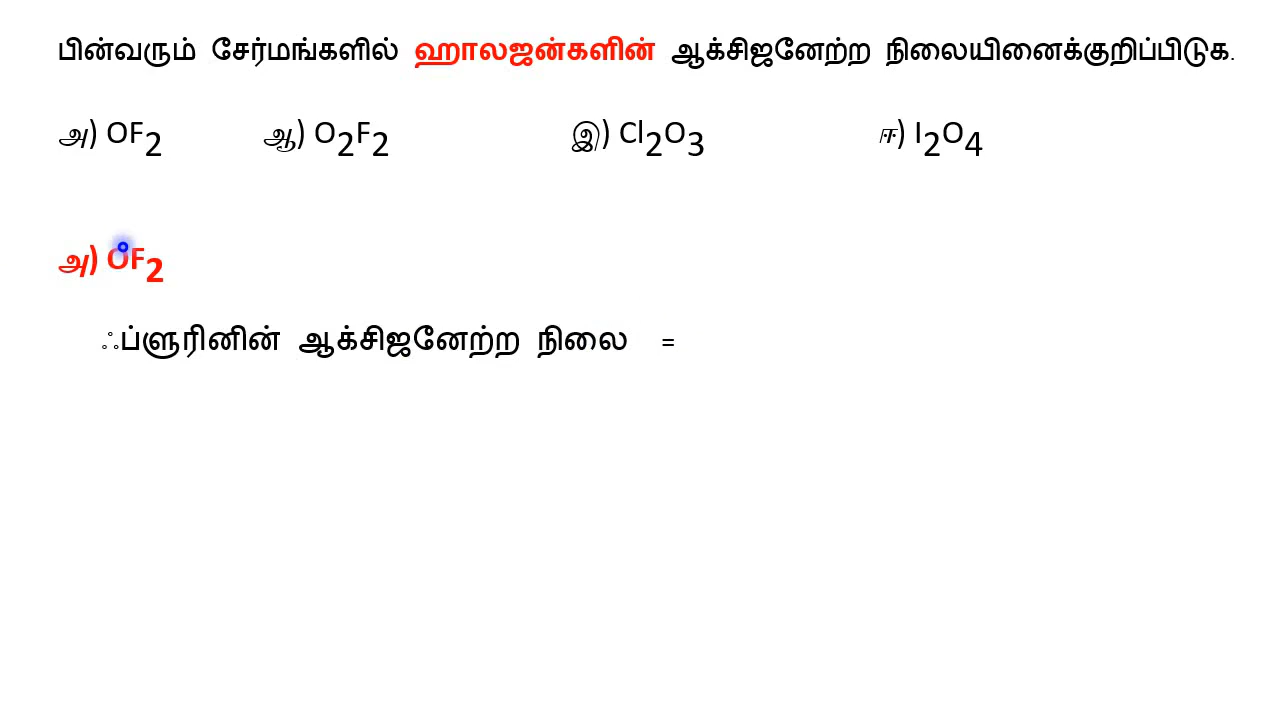 பின்வரும் சேர்மங்களில் ஹாலஜன்களின் ஆக்சிஜனேற்ற நிலையினைக்குறிப்பிடுக.
அ) OF2 ஆ) O2F2 இ) Cl2O3 ஈ) I2O4
அ) OF2
ஃப்ளுரினின் ஆக்சிஜனேற்ற நிலை =